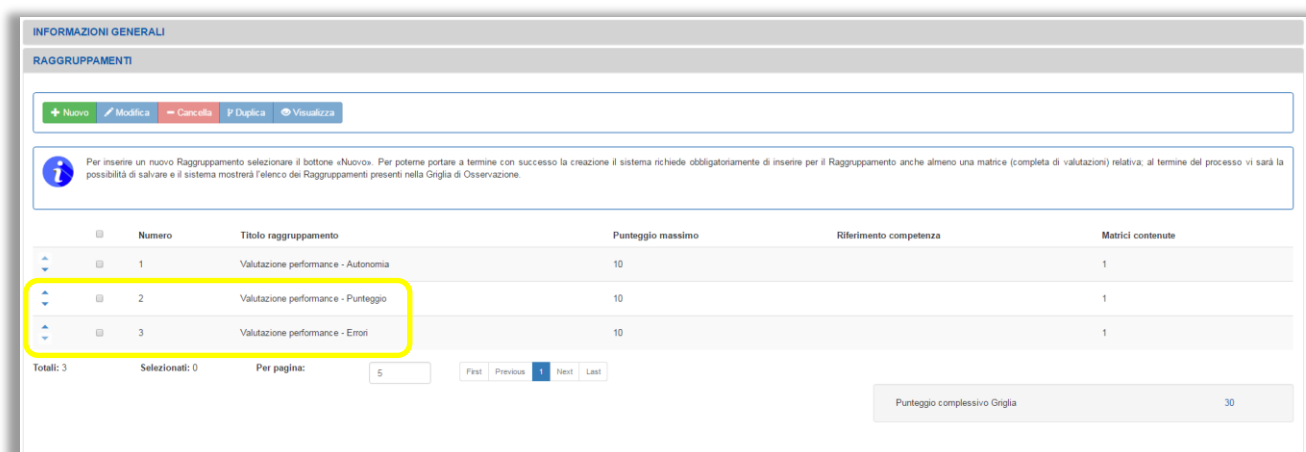 INFORMAZIONI GENERALI
RAGGRUPPAMENTI
Nuovo Modifica Cancella Duplica Visualizza
Per inserire un nuovo Raggruppamento selezionare il bottone «Nuovo». Per poterne portare a termine con successo la creazione il sistema richiede obbligatoriamente di inserire per il Raggruppamento anche almeno una matrice (completa di valutazioni) relativa; al termine del processo vi sarà la
possibilità di salvare e il sistema mostrerà l'elenco dei Raggruppamenti presenti nella Griglia di Osservazione.
Numero Titolo raggruppamento Punteggio massimo Riferimento competenza Matrici contenute
1 Valutazione performance - Autonomia 10 1
2 Valutazione performance - Punteggio 10 1
3 Valutazione performance - Errori 10 1
Totali: 3 Selezionati: 0 Per pagina: 5 First Previous 1 Next Last
Punteggio complessivo Griglia 30